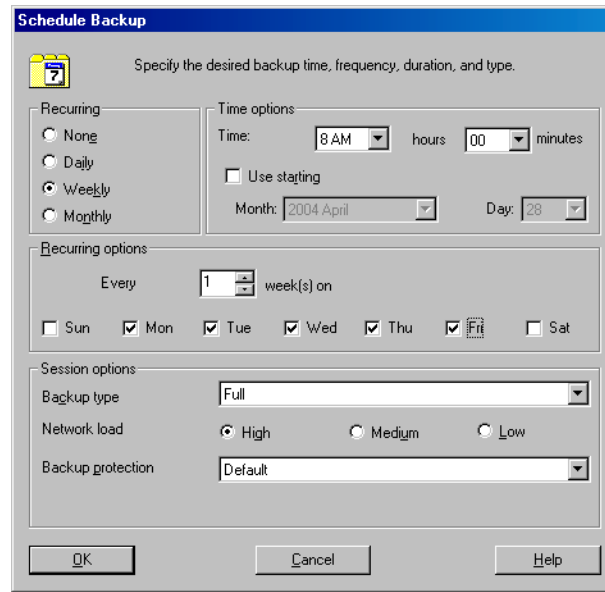 Schedule Backup
7
Specify the desired backup time, frequency, duration, and type.
Recurring
None
Daily
Weekly
Monthly
Time options
Time: 8 AM hours 00 minutes
Use starting
Month: 2004 April Day: 28
Recurring options
Every 1 week(s) on
Sun Mon Tue Wed Thu Fri Sat
Session options
Backup type Full
Network load High Medium Low
Backup protection Default
OK Cancel Help